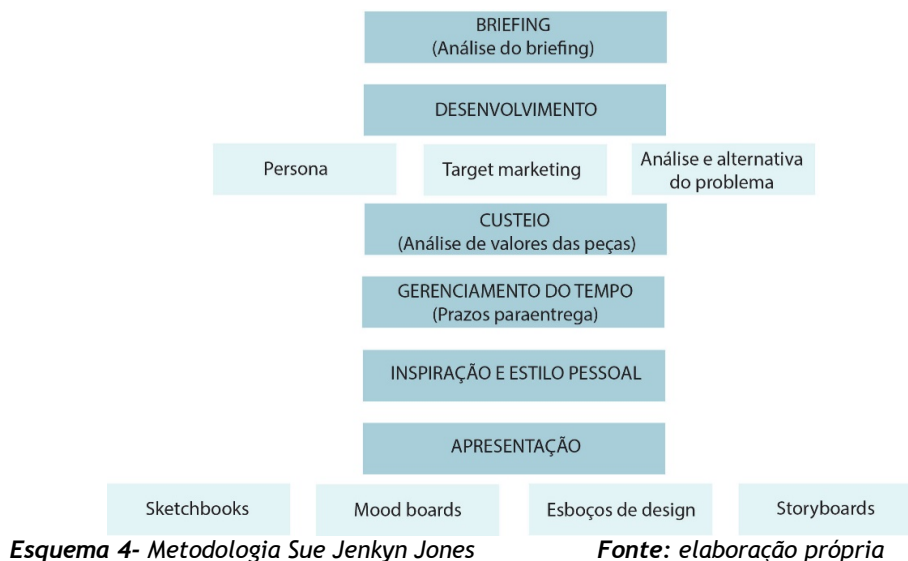 BRIEFING
(Análise do briefing)
DESENVOLVIMENTO
Persona
Target marketing
Análise e alternativa
do problema
CUSTEIO
(Análise de valores das peças)
GERENCIAMENTO DO TEMPO
(Prazos paraentrega)
INSPIRAÇÃO E ESTILO PESSOAL
APRESENTAÇÃO
Sketchbooks
Mood boards
Esboços de design
Storyboards
Esquema 4- Metodologia Sue Jenkyn Jones
Fonte: elaboração própria